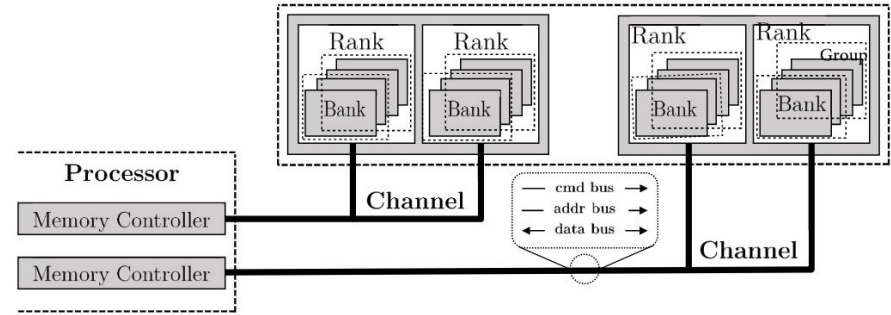 Rank
Rank
Rank
Rank
Group
Bank
Bank
Bank
Bank
Processor
Channel
cmd bus
addr bus
data bus
Memory Controller
Channel
Memory Controller